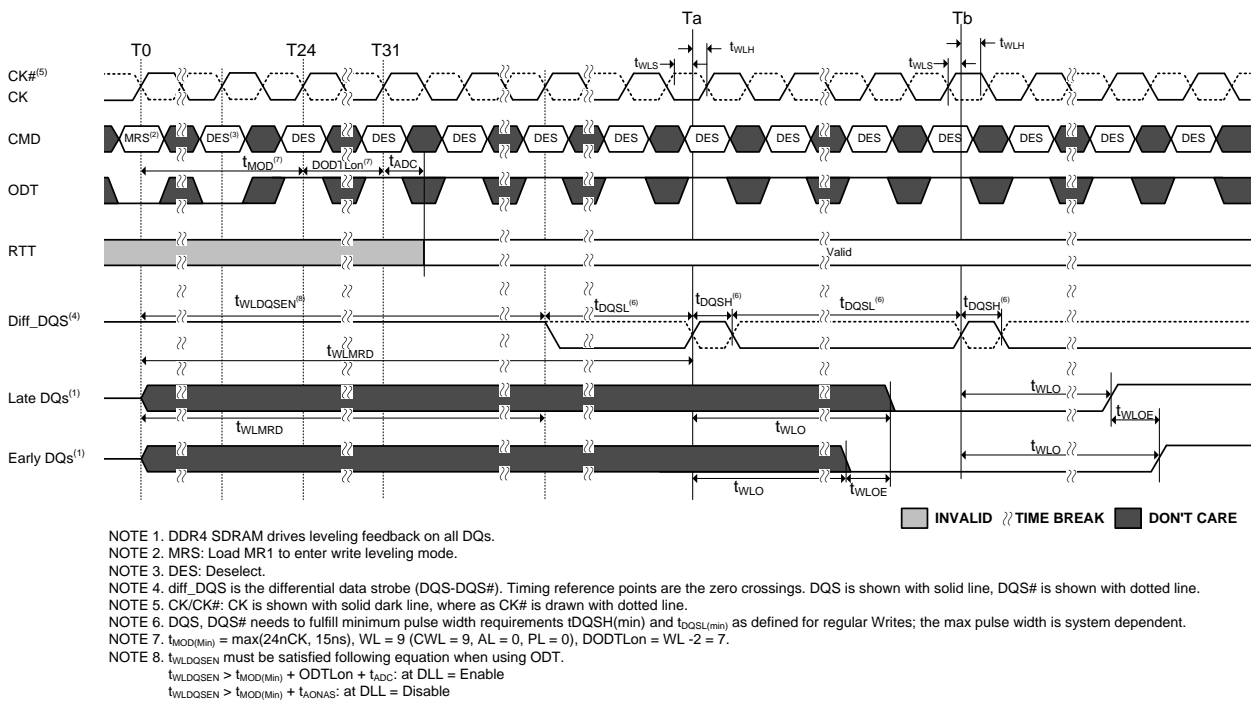 Ta Tb
T0 T24 T31 tWLH tWLH
tWLS tWLS
CK#(5)
CK
CMD MRS(2) DES(3) DES DES DES DES DES DES DES DES DES DES DES DES
tMOD(7) DODTLon(7) tADC
ODT
RTT Valid
tWLDQSEN(8) tDQSL(6) tDQSH(6) tDQSL(6) tDQSH(6)
Diff_DQS(4)
tWLMRD
tWLO
Late DQs(1)
tWLMRD tWLO tWLOE
tWLO
Early DQs(1)
tWLO tWLOE
INVALID TIME BREAK DON'T CARE
NOTE 1. DDR4 SDRAM drives leveling feedback on all DQs.
NOTE 2. MRS: Load MR1 to enter write leveling mode.
NOTE 3. DES: Deselect.
NOTE 4. diff_DQS is the differential data strobe (DQS-DQS#). Timing reference points are the zero crossings. DQS is shown with solid line, DQS# is shown with dotted line.
NOTE 5. CK/CK#: CK is shown with solid dark line, where as CK# is drawn with dotted line.
NOTE 6. DQS, DQS# needs to fulfill minimum pulse width requirements tDQSH(min) and tDQSL(min) as defined for regular Writes; the max pulse width is system dependent.
NOTE 7. tMOD(Min) = max(24nCK, 15ns), WL = 9 (CWL = 9, AL = 0, PL = 0), DODTLon = WL -2 = 7.
NOTE 8. tWLDQSEN must be satisfied following equation when using ODT.
tWLDQSEN > tMOD(Min) + ODTLon + tADC: at DLL = Enable
tWLDQSEN > tMOD(Min) + tAONAS: at DLL = Disable